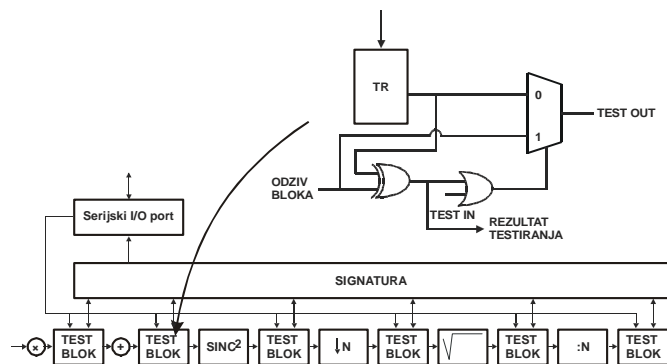 TR
0
1
TEST OUT
ODZIV
BLOKA
TEST IN
REZULTAT
TESTIRANJA
Serijski I/O port
SIGNATURA
×
TEST
BLOK
+
TEST
BLOK
SINC²
TEST
BLOK
↓N
TEST
BLOK
√
TEST
BLOK
:N
TEST
BLOK